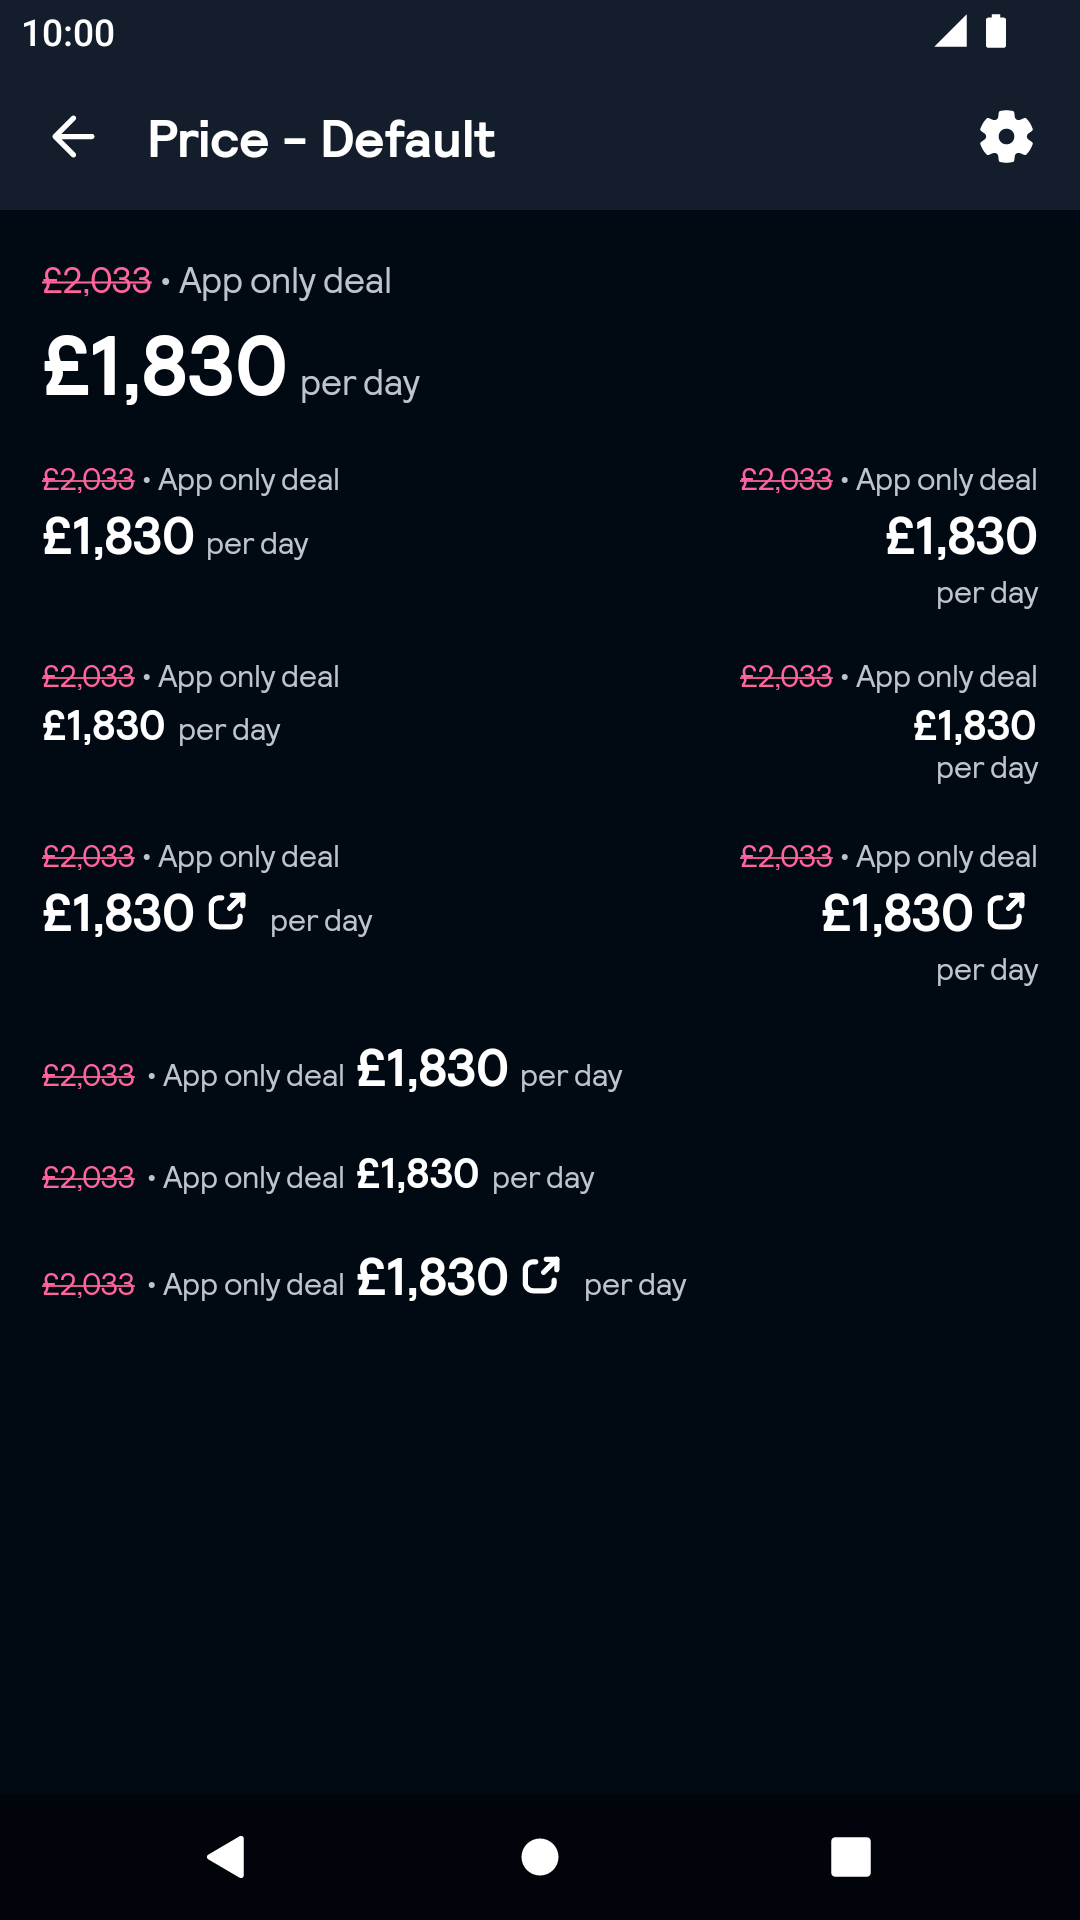 10:00
Price – Default
£2,033 • App only deal
£1,830 per day
£2,033 • App only deal
£1,830 per day
£2,033 • App only deal
£1,830
per day
£2,033 • App only deal
£1,830 per day
£2,033 • App only deal
£1,830
per day
£2,033 • App only deal
£1,830 per day
£2,033 • App only deal
£1,830
per day
£2,033 • App only deal £1,830 per day
£2,033 • App only deal £1,830 per day
£2,033 • App only deal £1,830 per day